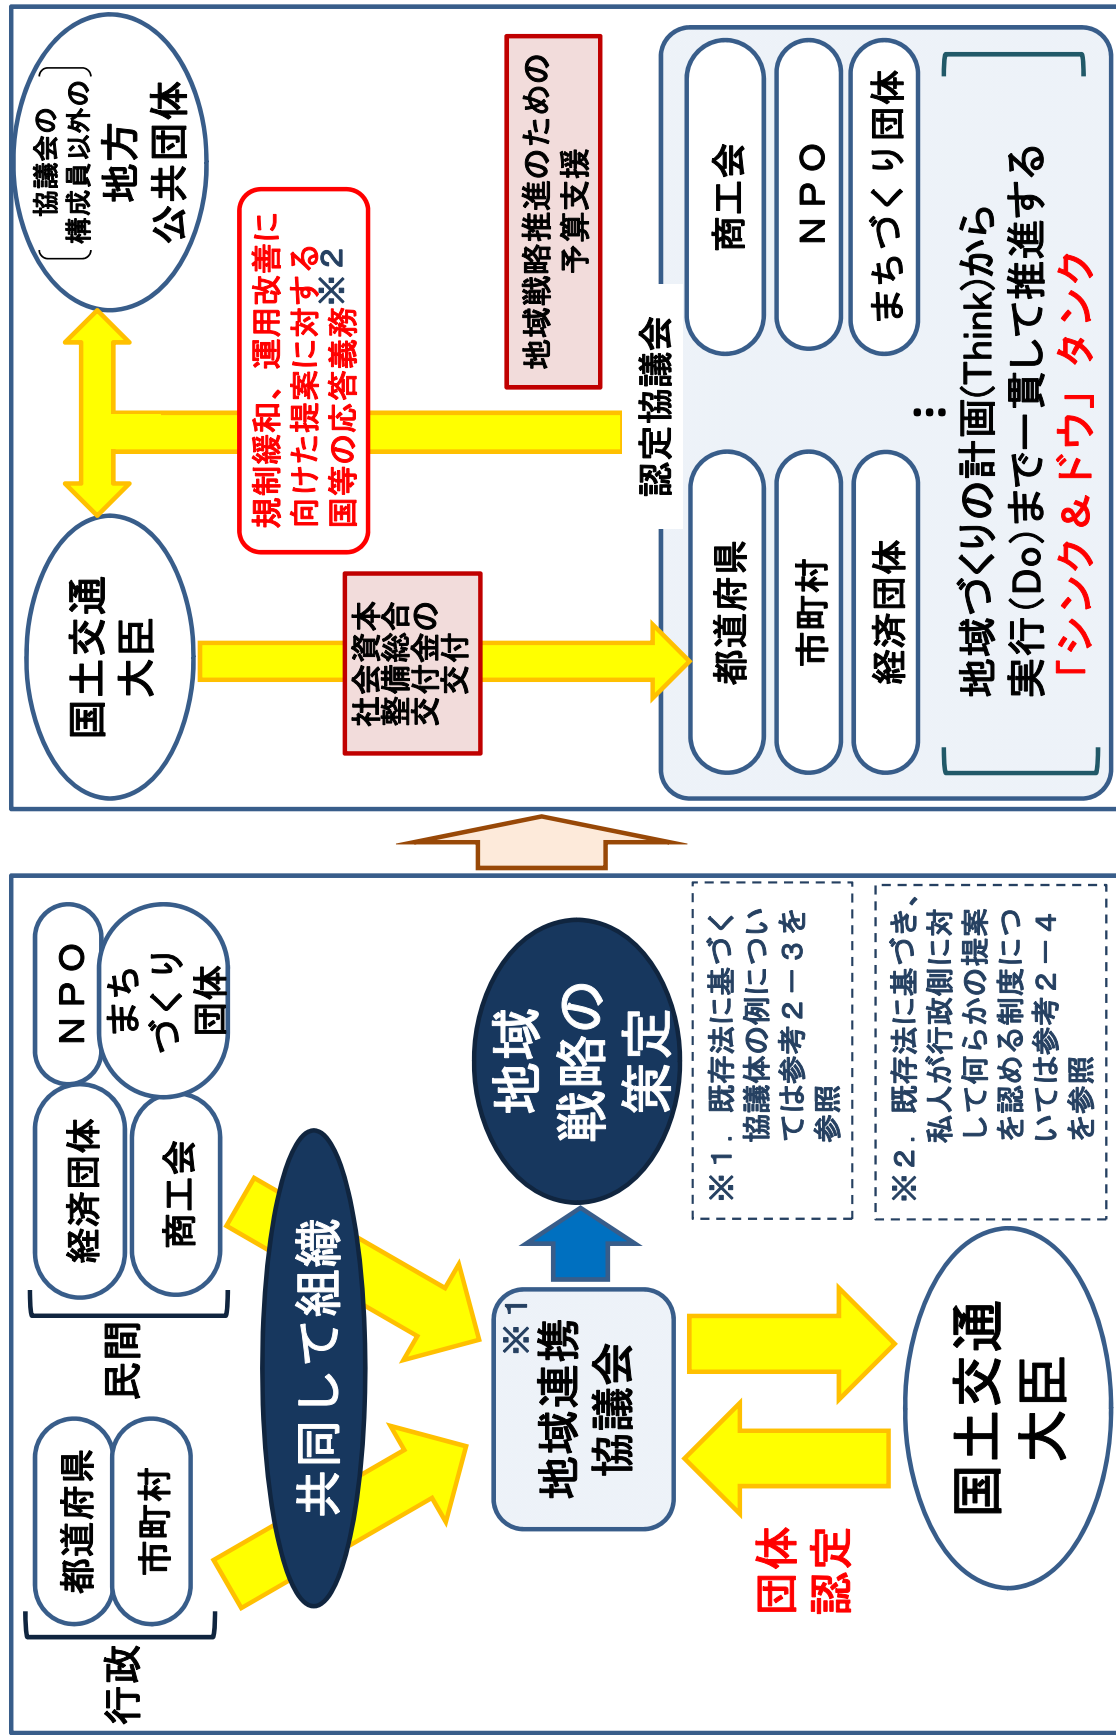 行政
都道府県
市町村
民間
経済団体
ＮＰＯ
商工会
まち
づくり
団体
共同して組織
地域連携
協議会
※１
地域
戦略の
策定
団体
認定
国土交通
大臣
※１．既存法に基づく
協議体の例につい
ては参考２－３を
参照
※２．既存法に基づき、
私人が行政側に対
して何らかの提案
を認める制度につ
いては参考２－４
を参照
国土交通
大臣
協議会の
構成員以外の
地方
公共団体
規制緩和、運用改善に
向けた提案に対する
国等の応答義務※２
社会資本
整備総合
交付金の
交付
地域戦略推進のための
予算支援
認定協議会
都道府県
商工会
市町村
ＮＰＯ
経済団体
…
まちづくり団体
地域づくりの計画(Think)から
実行(Do)まで一貫して推進する
「シンク＆ドウ」タンク